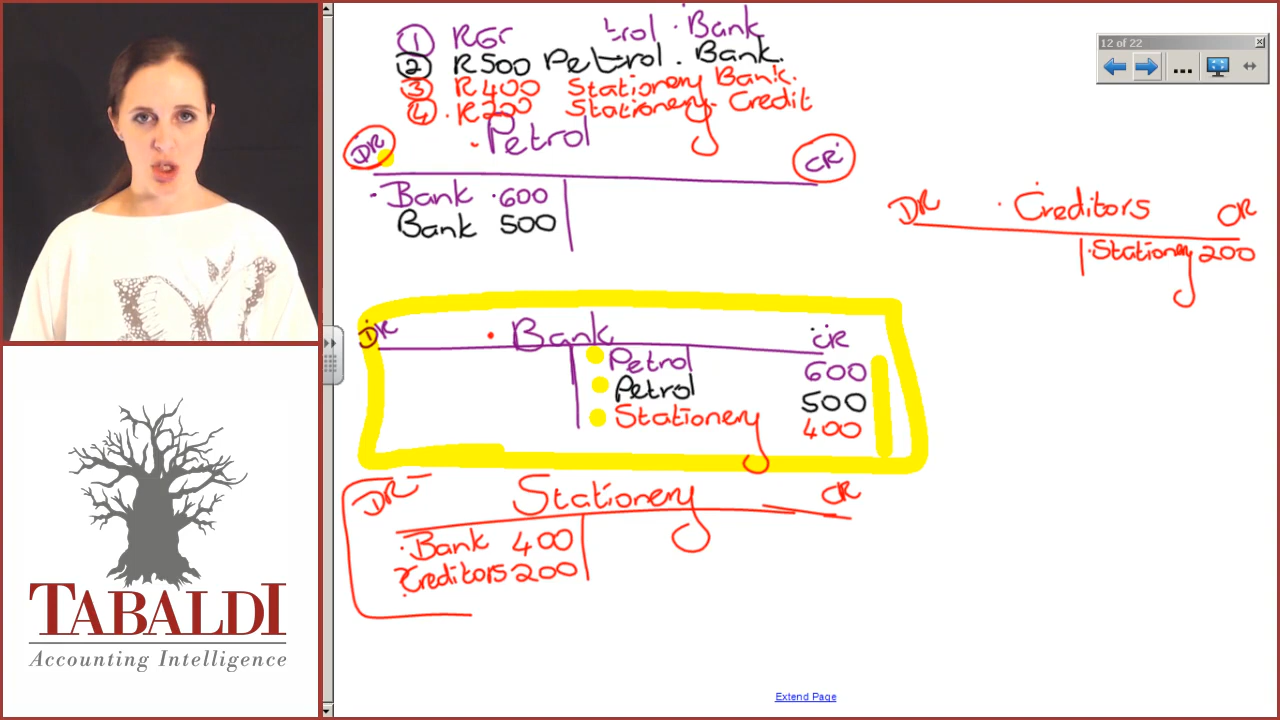 12 of 22
① R6 Bank
② R500 Petrol . Bank.
③ R400 Stationery Bank.
④ R200 Stationery Credit
DR Petrol CR
Bank 600
Bank 500
DR Creditors CR
Stationery 200
DR Bank CR
Petrol 600
Petrol 500
Stationery 400
DR Stationery CR
Bank 400
Creditors 200
TABALDI
Accounting Intelligence
Extend Page